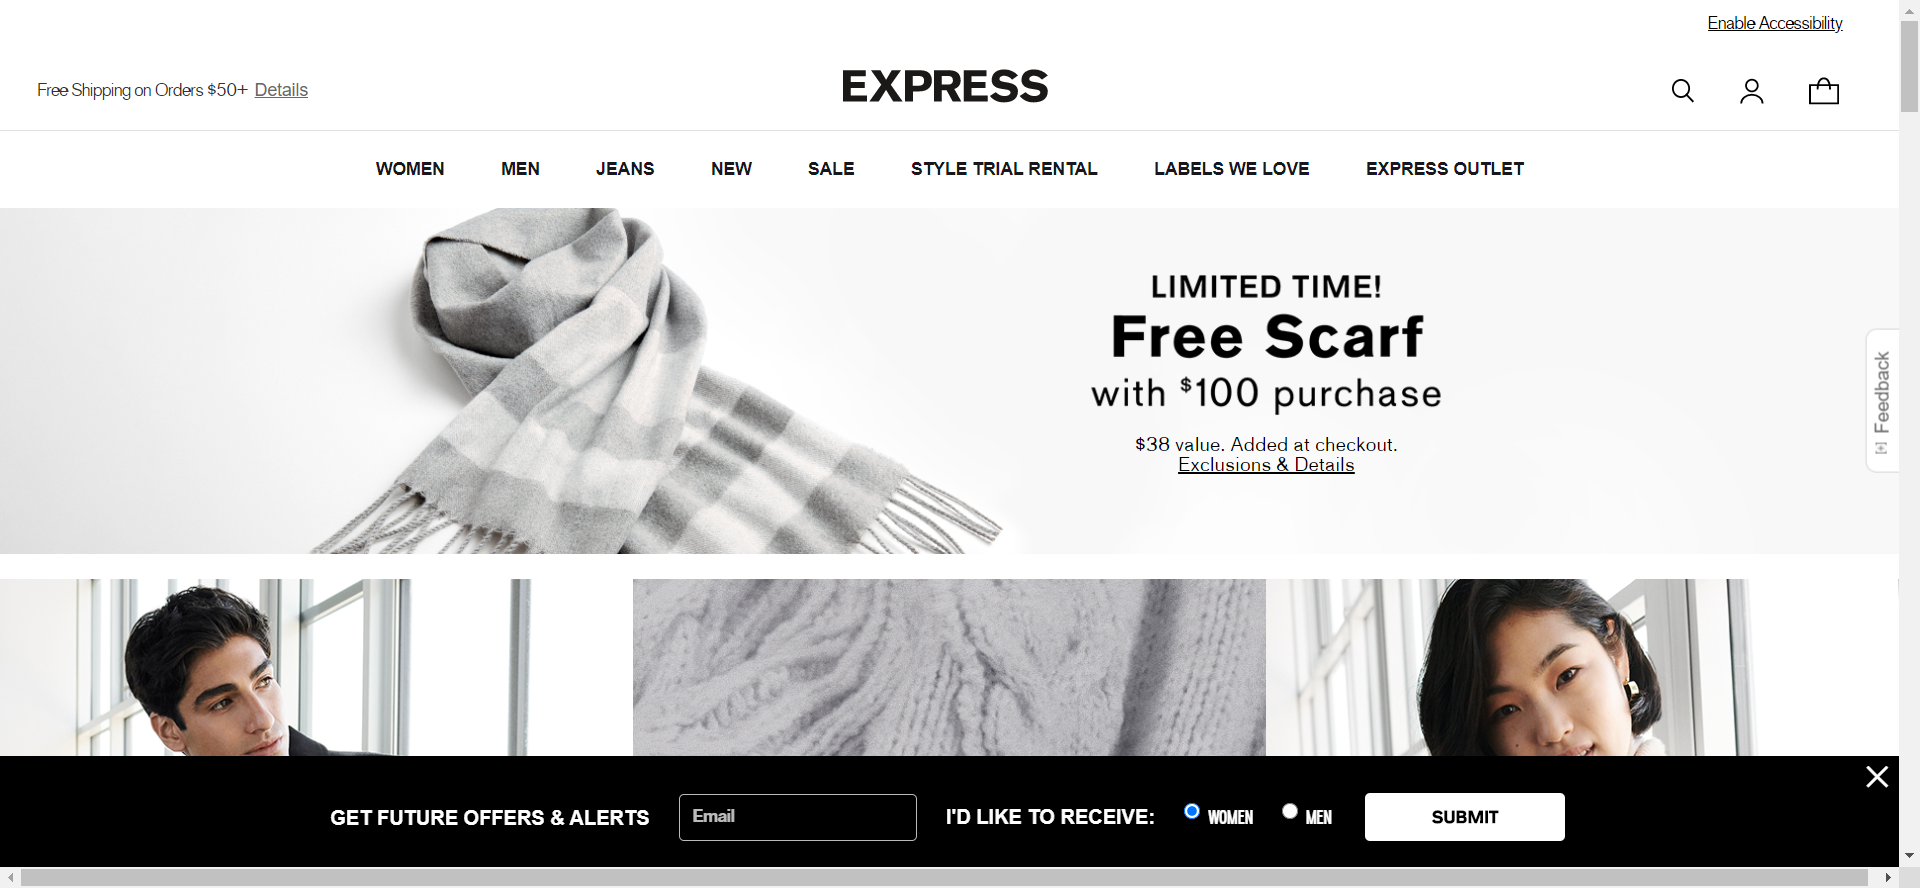 Enable Accessibility
Free Shipping on Orders $50+ Details
EXPRESS
WOMEN MEN JEANS NEW SALE STYLE TRIAL RENTAL LABELS WE LOVE EXPRESS OUTLET
LIMITED TIME!
Free Scarf
with $100 purchase
$38 value. Added at checkout.
Exclusions & Details
[+] Feedback
GET FUTURE OFFERS & ALERTS Email I'D LIKE TO RECEIVE: WOMEN MEN SUBMIT